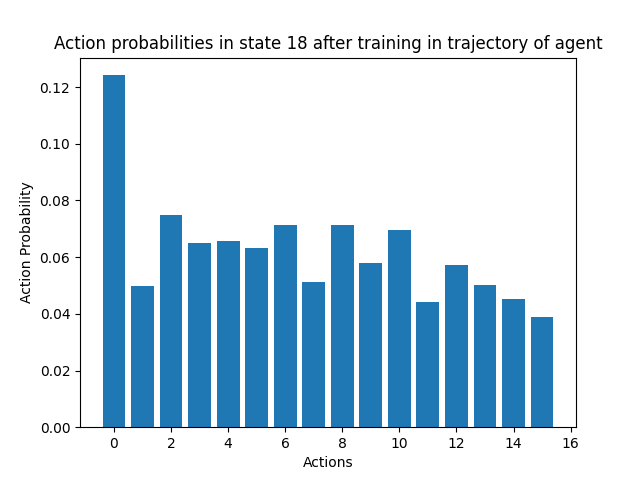 Action probabilities in state 18 after training in trajectory of agent
Action Probability
0.12
0.10
0.08
0.06
0.04
0.02
0.00
0 2 4 6 8 10 12 14 16
Actions